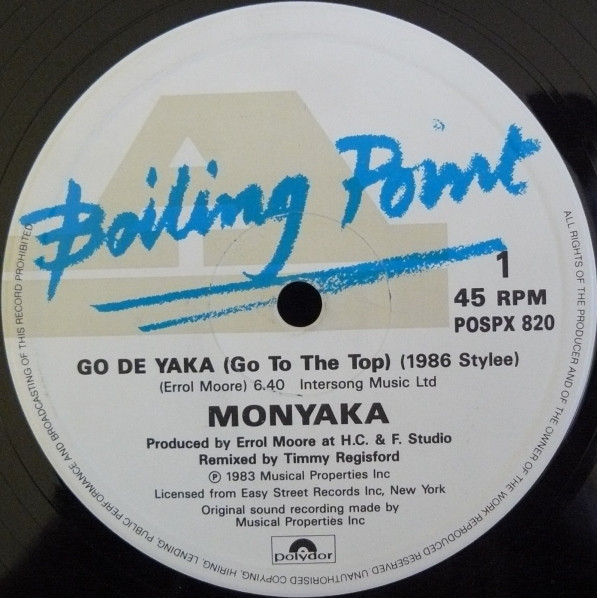 Boiling Point
1
45 RPM
POSPX 820
GO DE YAKA (Go To The Top) (1986 Stylee)
(Errol Moore) 6.40 Intersong Music Ltd
MONYAKA
Produced by Errol Moore at H.C. & F. Studio
Remixed by Timmy Regisford
℗ 1983 Musical Properties Inc
Licensed from Easy Street Records Inc, New York
Original sound recording made by
Musical Properties Inc
polydor
ALL RIGHTS OF THE PRODUCER AND OF THE OWNER OF THE WORK REPRODUCED RESERVED. UNAUTHORISED COPYING, HIRING, LENDING, PUBLIC PERFORMANCE AND BROADCASTING OF THIS RECORD PROHIBITED